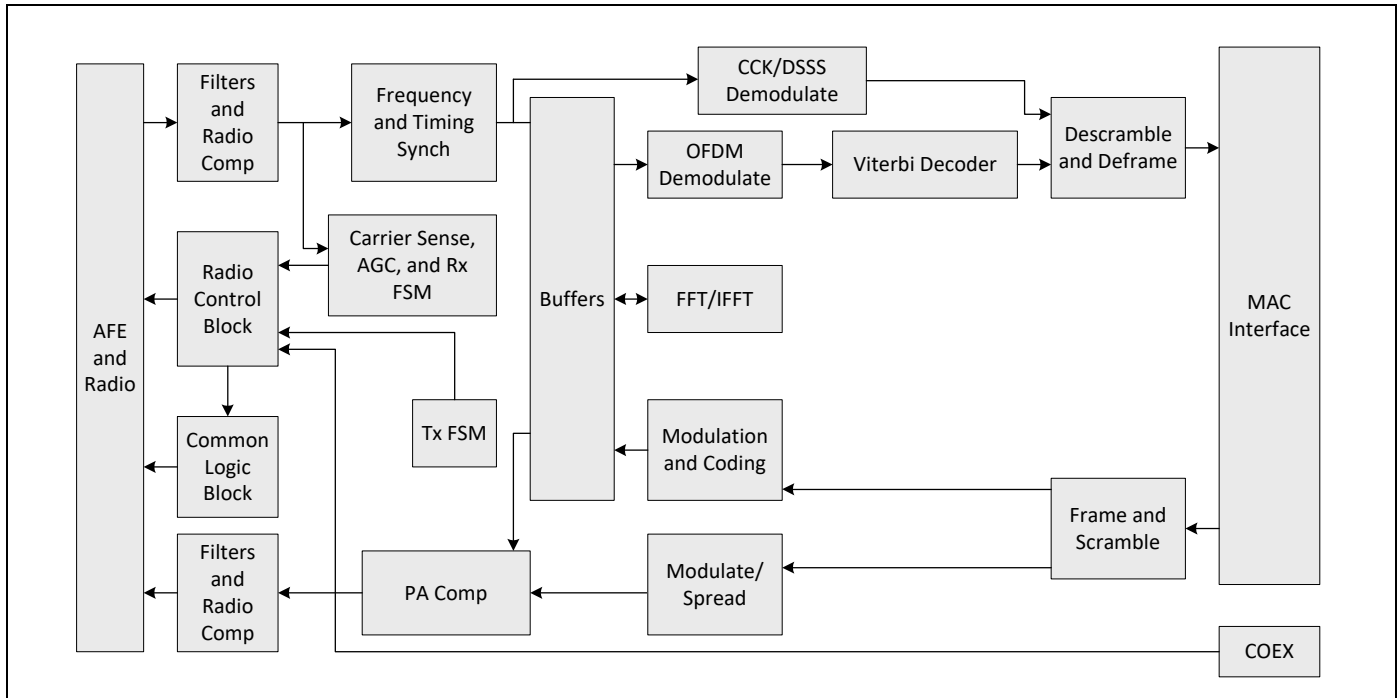 AFE
and
Radio
Filters
and
Radio
Comp
Frequency
and Timing
Synch
CCK/DSSS
Demodulate
OFDM
Demodulate
Viterbi Decoder
Descramble
and Deframe
MAC
Interface
Radio
Control
Block
Carrier Sense,
AGC, and Rx
FSM
Buffers
FFT/IFFT
Common
Logic
Block
Tx FSM
Modulation
and Coding
Frame and
Scramble
Filters
and
Radio
Comp
PA Comp
Modulate/
Spread
COEX